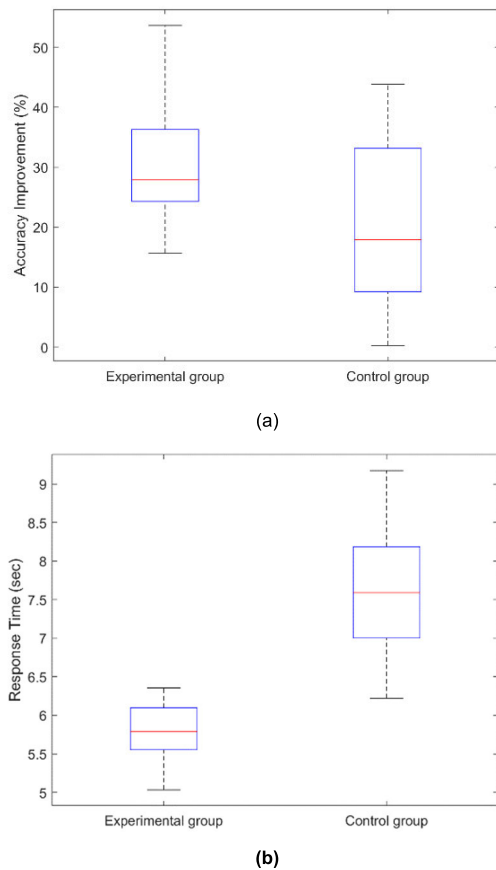 Accuracy Improvement (%)
50
40
30
20
10
0
Experimental group Control group
(a)
Response Time (sec)
9
8.5
8
7.5
7
6.5
6
5.5
5
Experimental group Control group
(b)